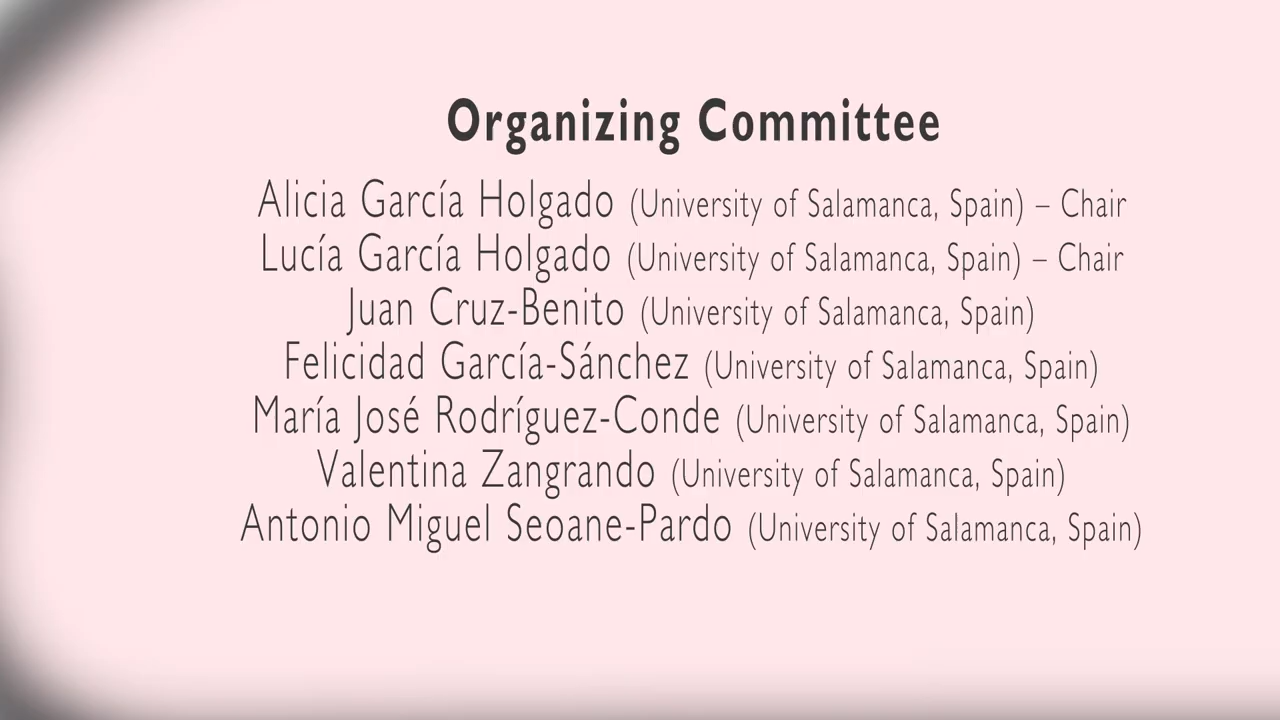 Organizing Committee
Alicia García Holgado (University of Salamanca, Spain) – Chair
Lucía García Holgado (University of Salamanca, Spain) – Chair
Juan Cruz-Benito (University of Salamanca, Spain)
Felicidad García-Sánchez (University of Salamanca, Spain)
María José Rodríguez-Conde (University of Salamanca, Spain)
Valentina Zangrando (University of Salamanca, Spain)
Antonio Miguel Seoane-Pardo (University of Salamanca, Spain)